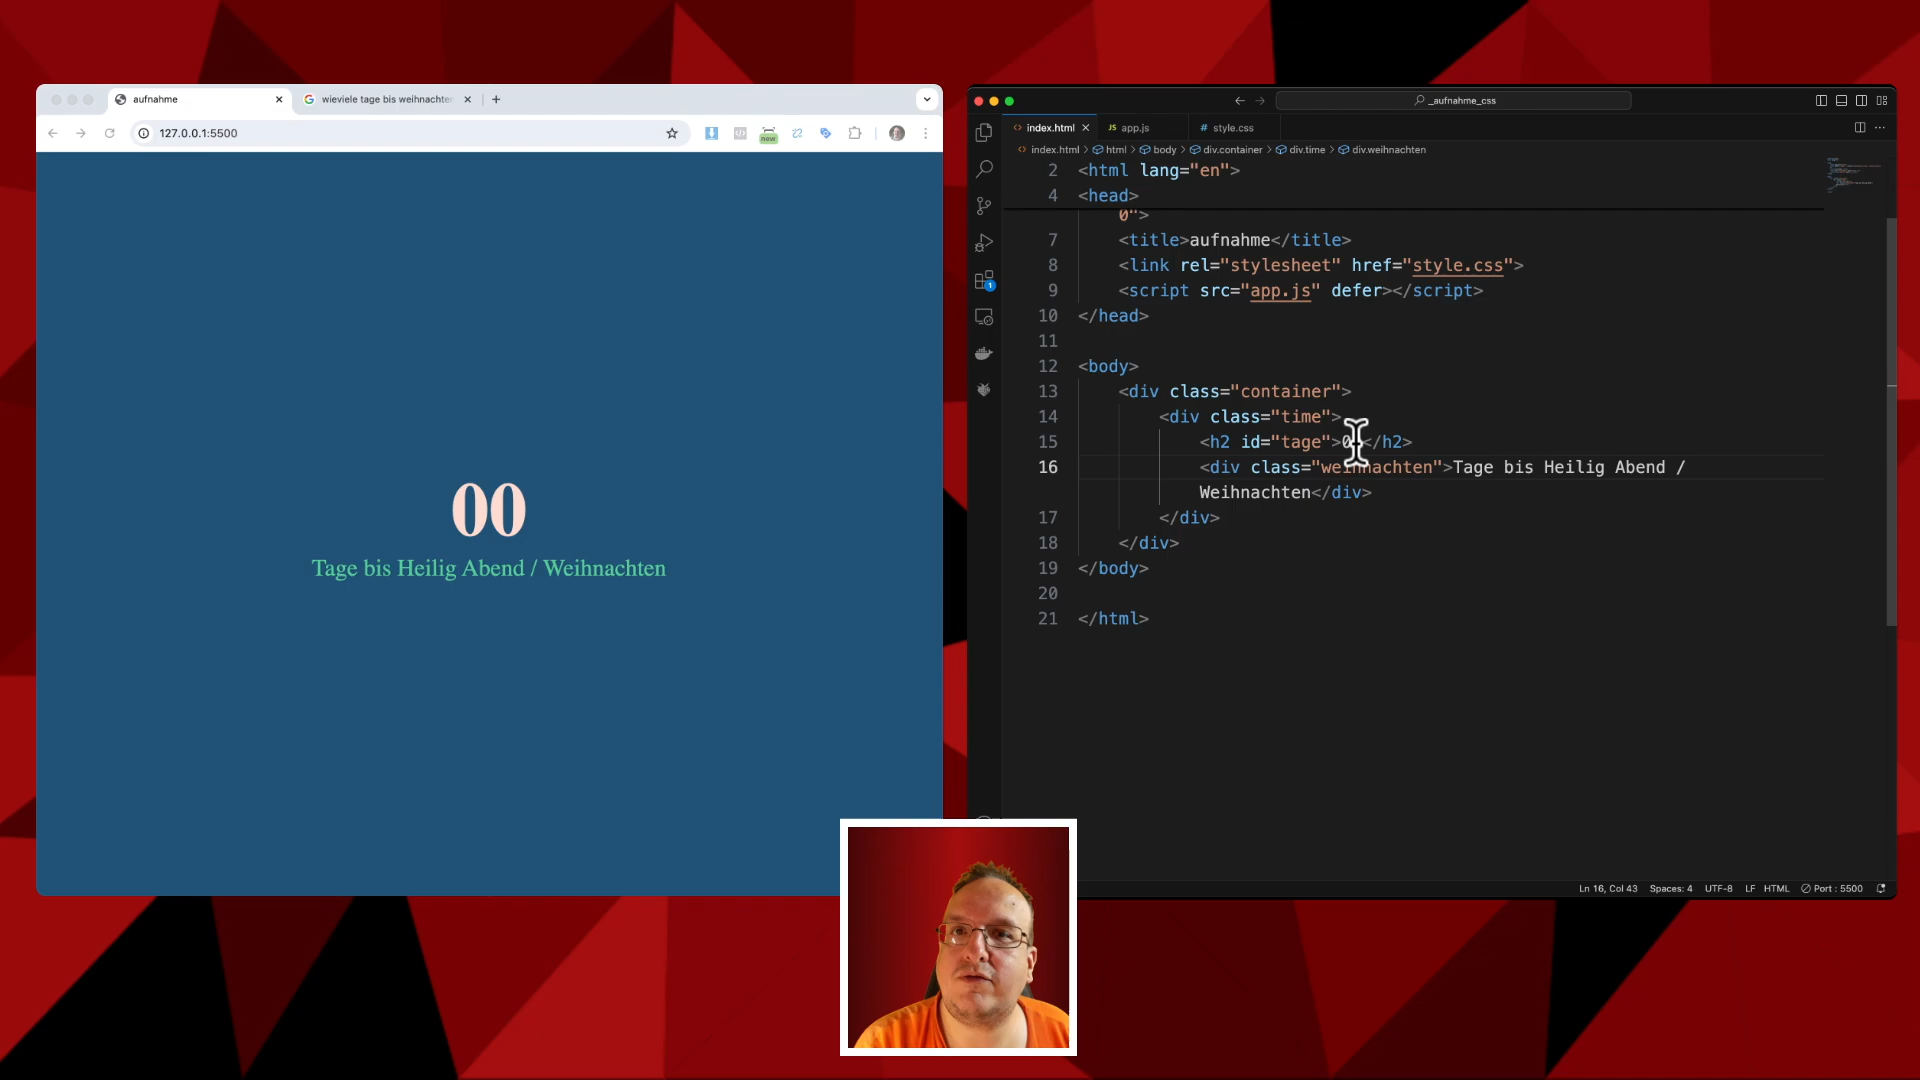 aufnahme
wieviele tage bis weihnachten
127.0.0.1:5500
new
00
Tage bis Heilig Abend / Weihnachten
_aufnahme_css
index.html
JS app.js
# style.css
index.html > html > body > div.container > div.time > div.weihnachten
2 <html lang="en">
4 <head>
0">
7 <title>aufnahme</title>
8 <link rel="stylesheet" href="style.css">
9 <script src="app.js" defer></script>
10 </head>
11
12 <body>
13 <div class="container">
14 <div class="time">
15 <h2 id="tage">00</h2>
16 <div class="weihnachten">Tage bis Heilig Abend /
Weihnachten</div>
17 </div>
18 </div>
19 </body>
20
21 </html>
1
Ln 16, Col 43 Spaces: 4 UTF-8 LF HTML Port : 5500